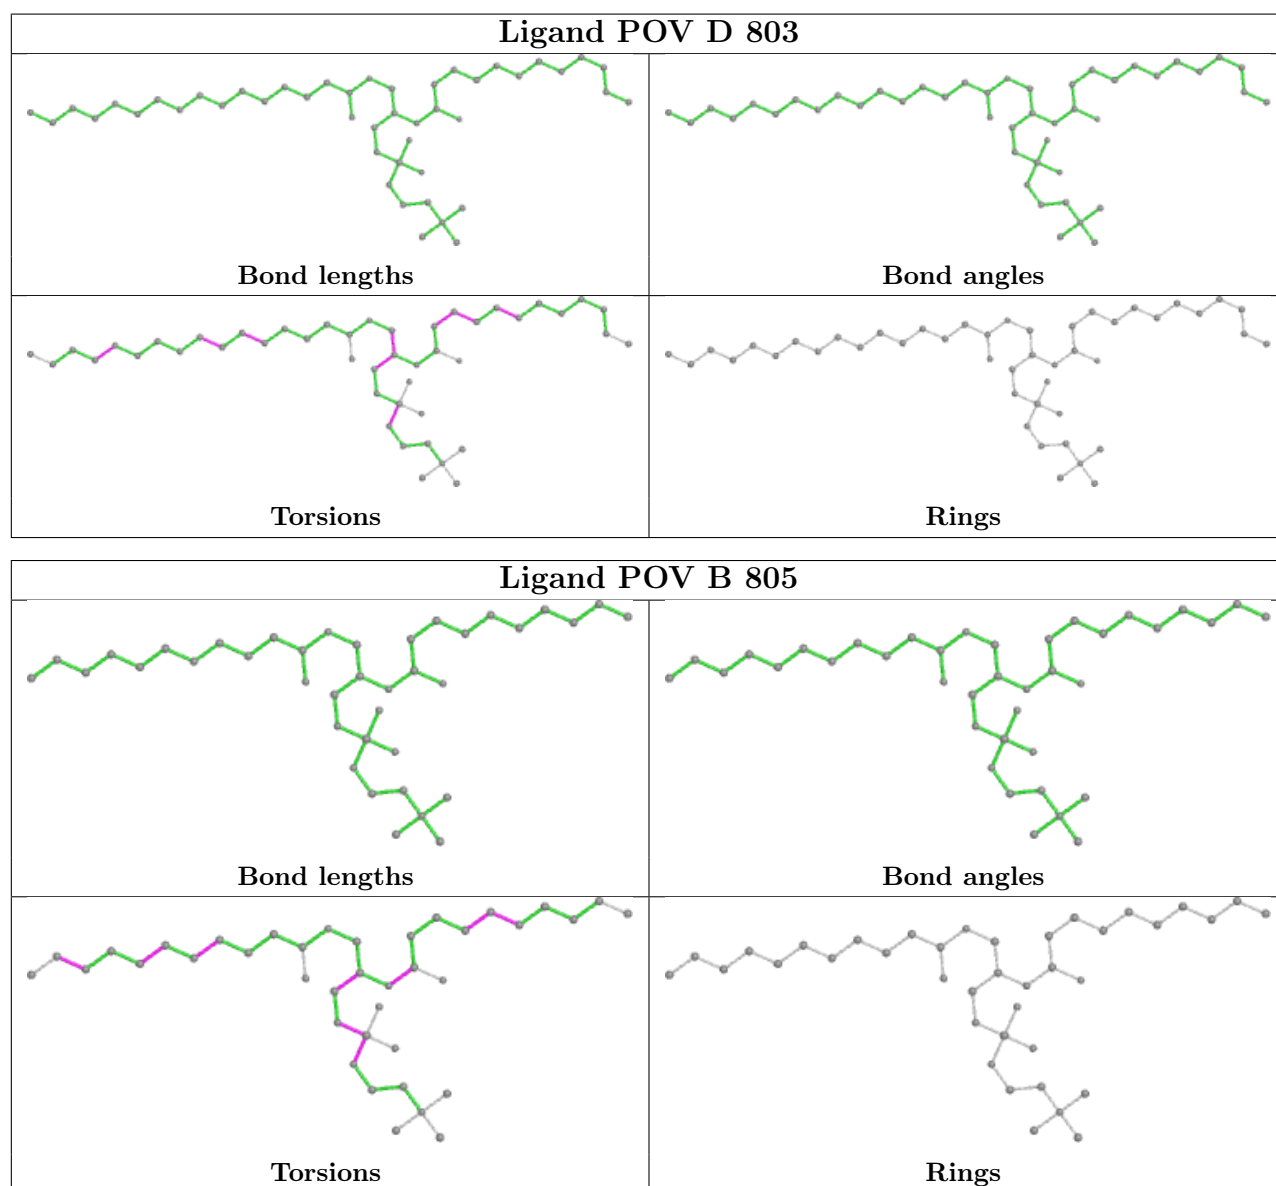 Ligand POV D 803
Bond lengths
Bond angles
Torsions
Rings
Ligand POV B 805
Bond lengths
Bond angles
Torsions
Rings